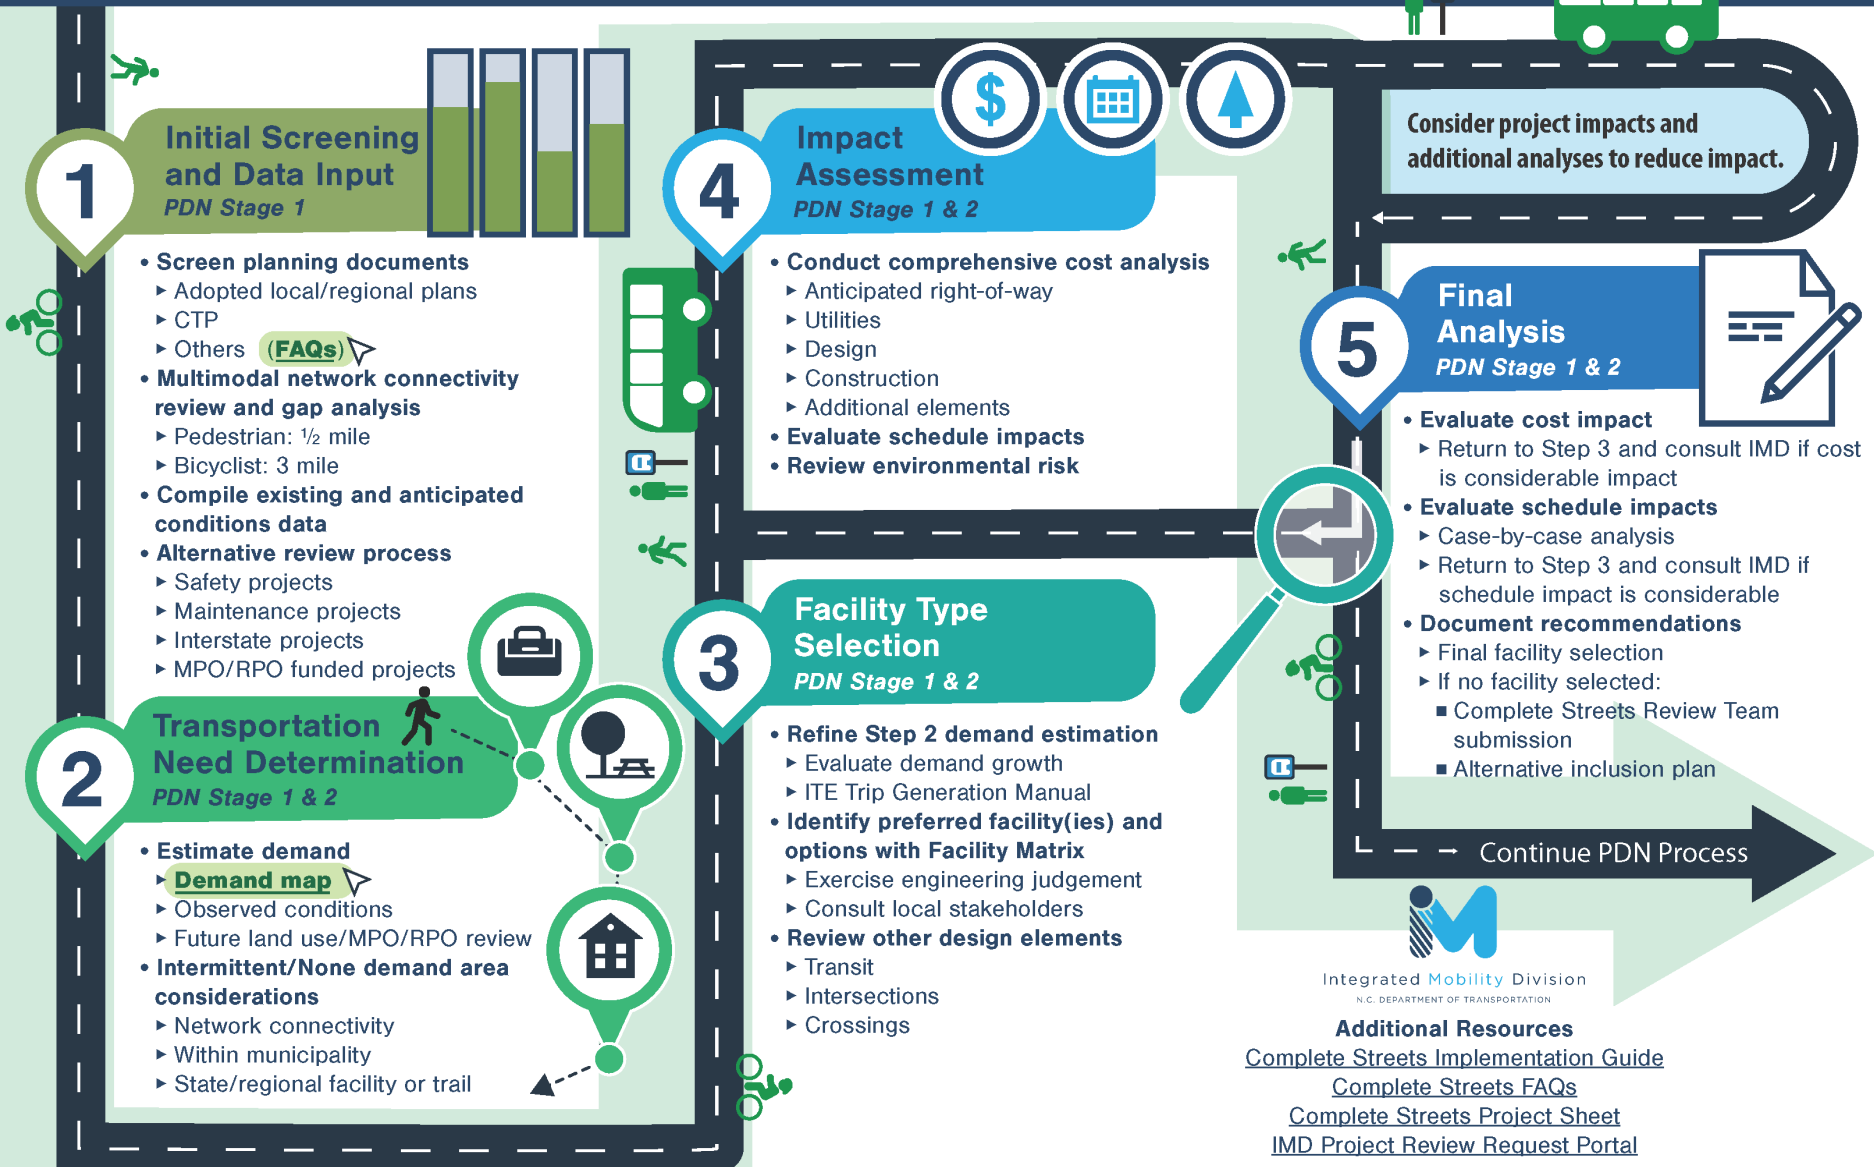 1
Initial Screening
and Data Input
PDN Stage 1
• Screen planning documents
▸ Adopted local/regional plans
▸ CTP
▸ Others (FAQs)
• Multimodal network connectivity
review and gap analysis
▸ Pedestrian: ½ mile
▸ Bicyclist: 3 mile
• Compile existing and anticipated
conditions data
• Alternative review process
▸ Safety projects
▸ Maintenance projects
▸ Interstate projects
▸ MPO/RPO funded projects
2
Transportation
Need Determination
PDN Stage 1 & 2
• Estimate demand
▸ Demand map
▸ Observed conditions
▸ Future land use/MPO/RPO review
• Intermittent/None demand area
considerations
▸ Network connectivity
▸ Within municipality
▸ State/regional facility or trail
3
Facility Type
Selection
PDN Stage 1 & 2
• Refine Step 2 demand estimation
▸ Evaluate demand growth
▸ ITE Trip Generation Manual
• Identify preferred facility(ies) and
options with Facility Matrix
▸ Exercise engineering judgement
▸ Consult local stakeholders
• Review other design elements
▸ Transit
▸ Intersections
▸ Crossings
4
Impact
Assessment
PDN Stage 1 & 2
$
• Conduct comprehensive cost analysis
▸ Anticipated right-of-way
▸ Utilities
▸ Design
▸ Construction
▸ Additional elements
• Evaluate schedule impacts
• Review environmental risk
Consider project impacts and
additional analyses to reduce impact.
5
Final
Analysis
PDN Stage 1 & 2
• Evaluate cost impact
▸ Return to Step 3 and consult IMD if cost
is considerable impact
• Evaluate schedule impacts
▸ Case-by-case analysis
▸ Return to Step 3 and consult IMD if
schedule impact is considerable
• Document recommendations
▸ Final facility selection
▸ If no facility selected:
■ Complete Streets Review Team
submission
■ Alternative inclusion plan
Continue PDN Process
iM
Integrated Mobility Division
N.C. DEPARTMENT OF TRANSPORTATION
Additional Resources
Complete Streets Implementation Guide
Complete Streets FAQs
Complete Streets Project Sheet
IMD Project Review Request Portal